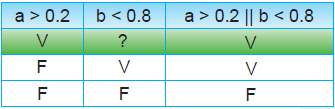 a > 0.2 b < 0.8 a > 0.2 || b < 0.8
V ? V
F V V
F F F